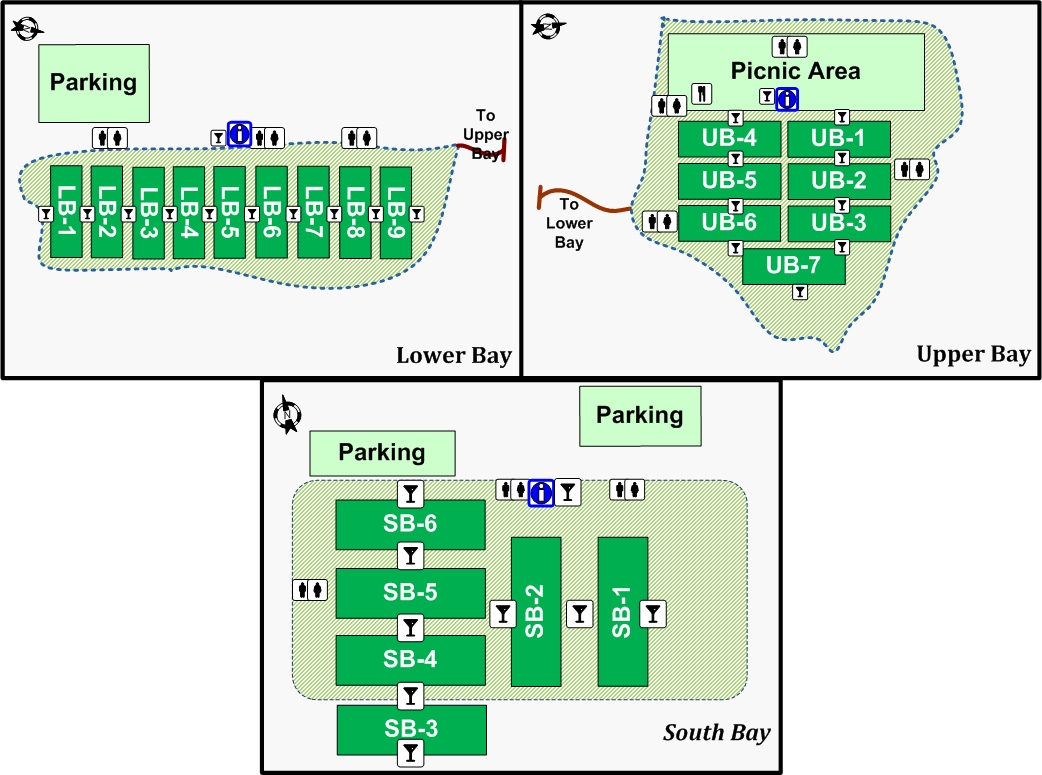 N
Parking
To
Upper
Bay
LB-1
LB-2
LB-3
LB-4
LB-5
LB-6
LB-7
LB-8
LB-9
Lower Bay
N
Picnic Area
UB-4
UB-1
UB-5
UB-2
UB-6
UB-3
UB-7
To
Lower
Bay
Upper Bay
N
Parking
Parking
SB-6
SB-5
SB-4
SB-3
SB-2
SB-1
South Bay